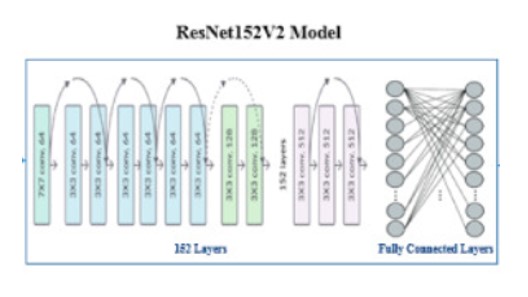 ResNet152V2 Model
7X7 conv, 64
3X3 conv, 64
3X3 conv, 64
3X3 conv, 64
3X3 conv, 64
3X3 conv, 64
3X3 conv, 64
3X3 conv, 128
3X3 conv, 128
152 layers
3X3 conv, 512
3X3 conv, 512
3X3 conv, 512
152 Layers
Fully Connected Layers